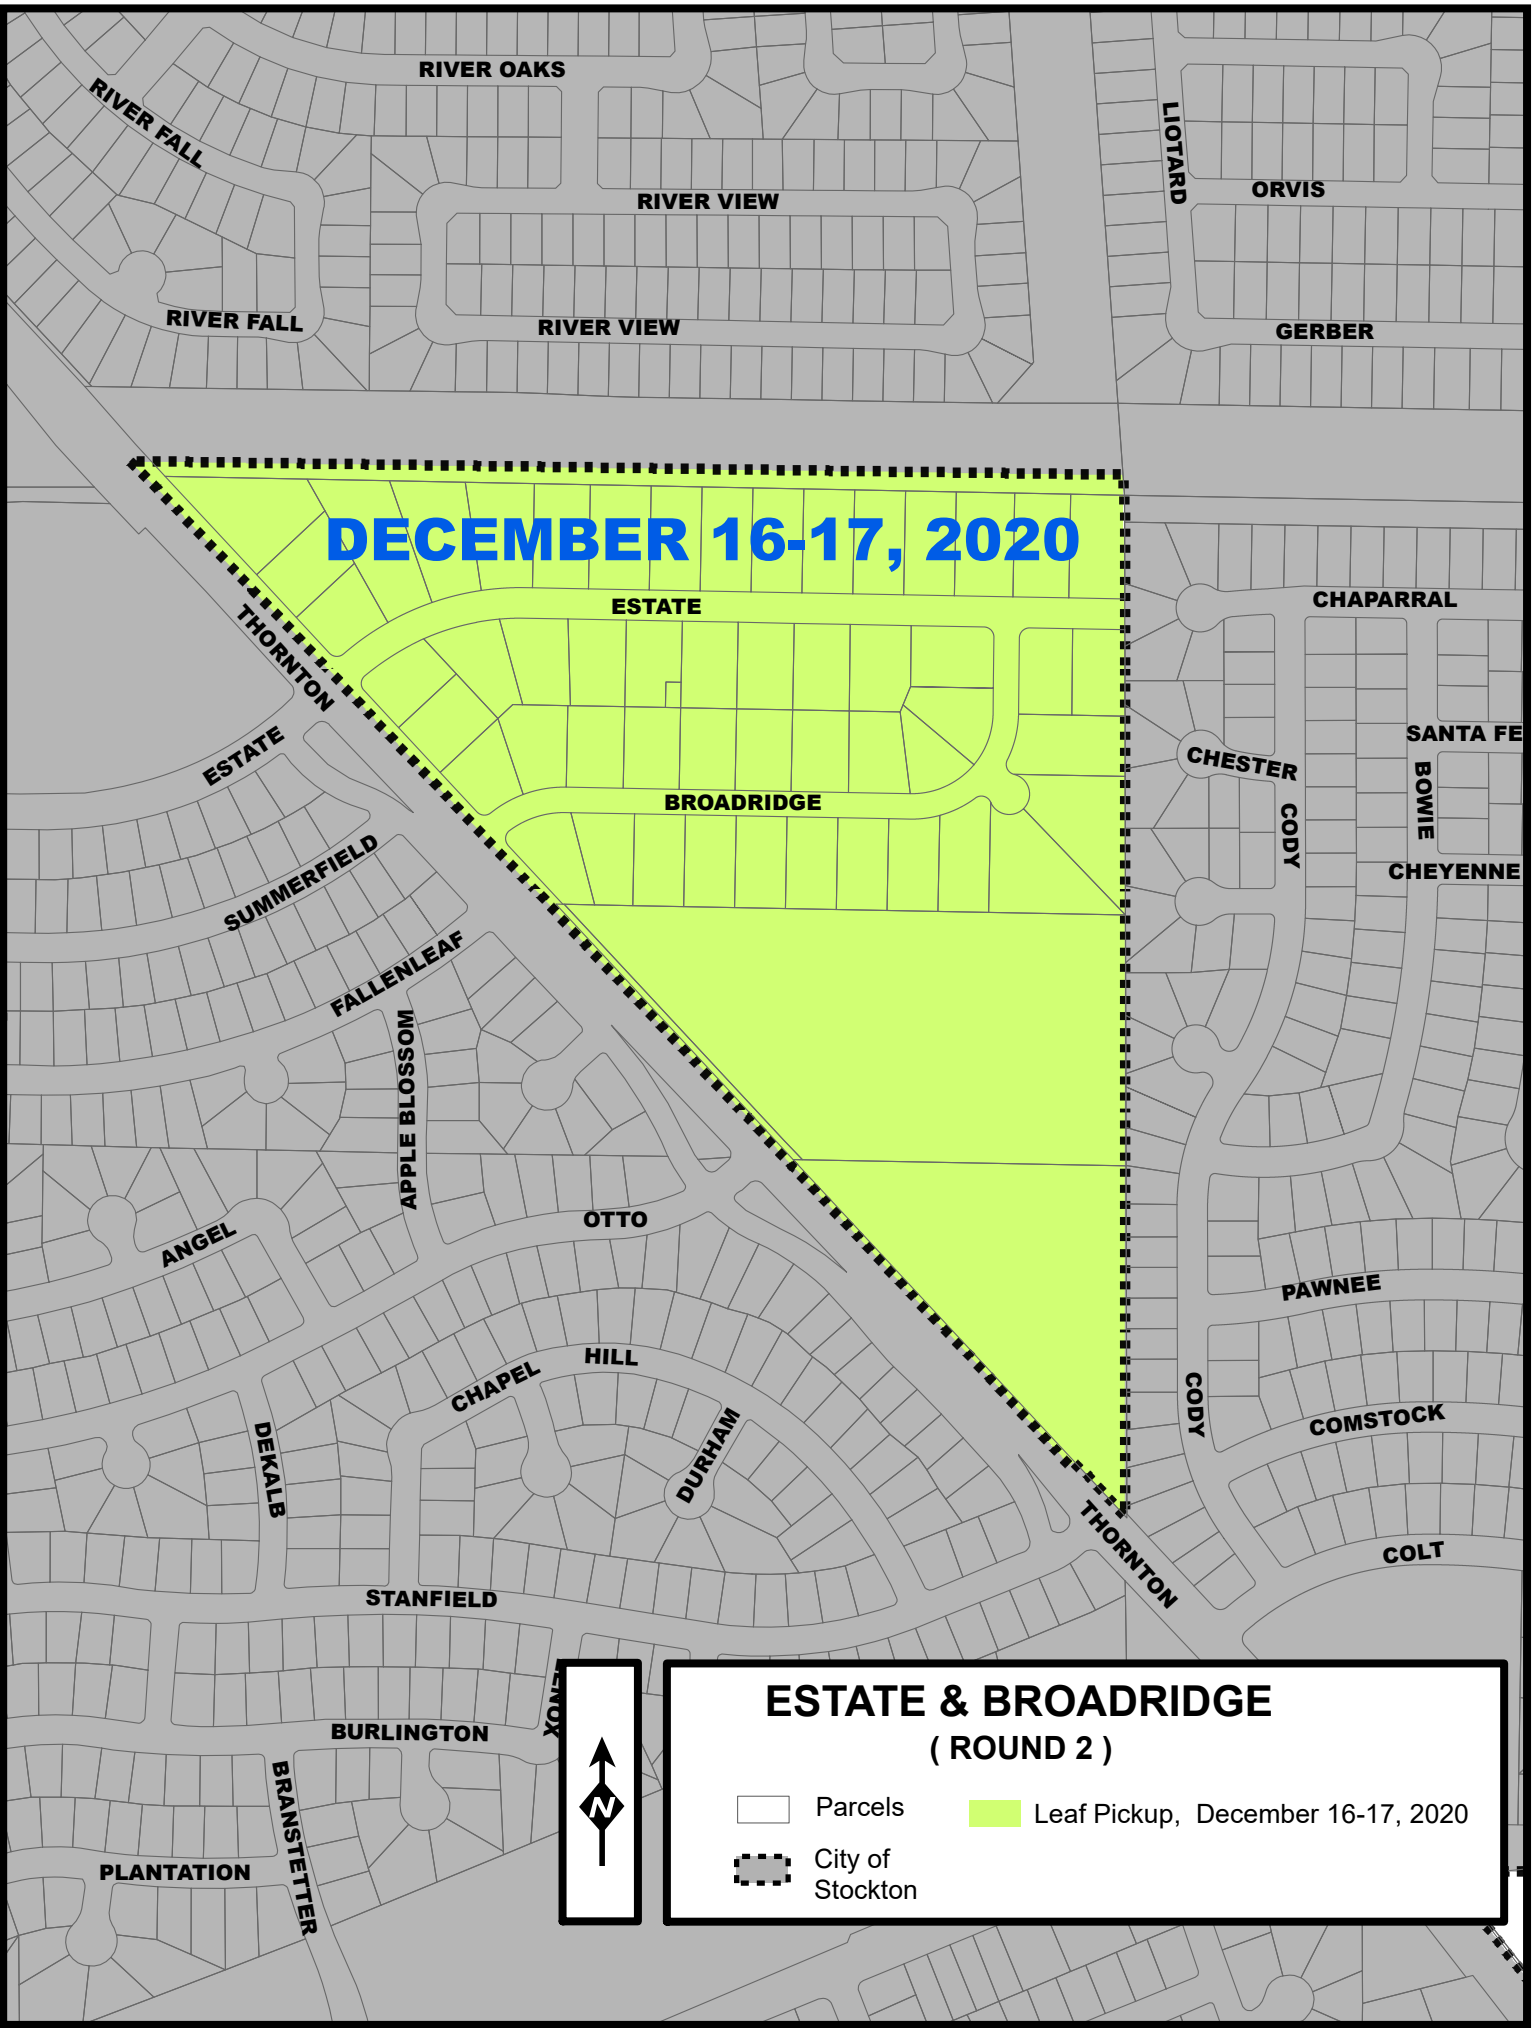 RIVER OAKS
RIVER FALL
LIOTARD
ORVIS
RIVER VIEW
RIVER FALL
RIVER VIEW
GERBER
DECEMBER 16-17, 2020
ESTATE
CHAPARRAL
THORNTON
ESTATE
SANTA FE
CHESTER
BOWIE
BROADRIDGE
CODY
SUMMERFIELD
CHEYENNE
FALLENLEAF
APPLE BLOSSOM
OTTO
ANGEL
PAWNEE
HILL
CHAPEL
CODY
COMSTOCK
DURHAM
DEKALB
THORNTON
COLT
STANFIELD
ENOX
BURLINGTON
BRANSTETTER
PLANTATION
N
ESTATE & BROADRIDGE
( ROUND 2 )
Parcels
Leaf Pickup, December 16-17, 2020
City of
Stockton